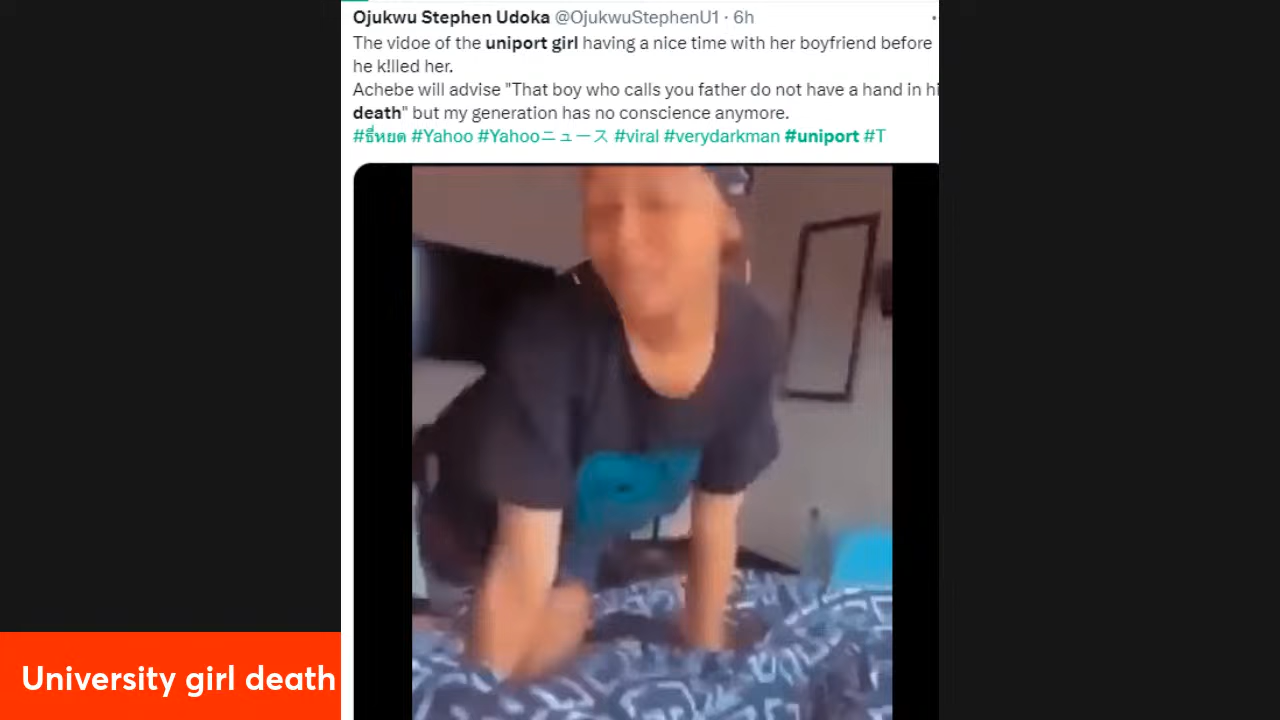 Ojukwu Stephen Udoka @OjukwuStephenU1 · 6h
The vidoe of the uniport girl having a nice time with her boyfriend before
he k!lled her.
Achebe will advise "That boy who calls you father do not have a hand in hi
death" but my generation has no conscience anymore.
#ธี่หยด #Yahoo #Yahooニュース #viral #verydarkman #uniport #T
University girl death